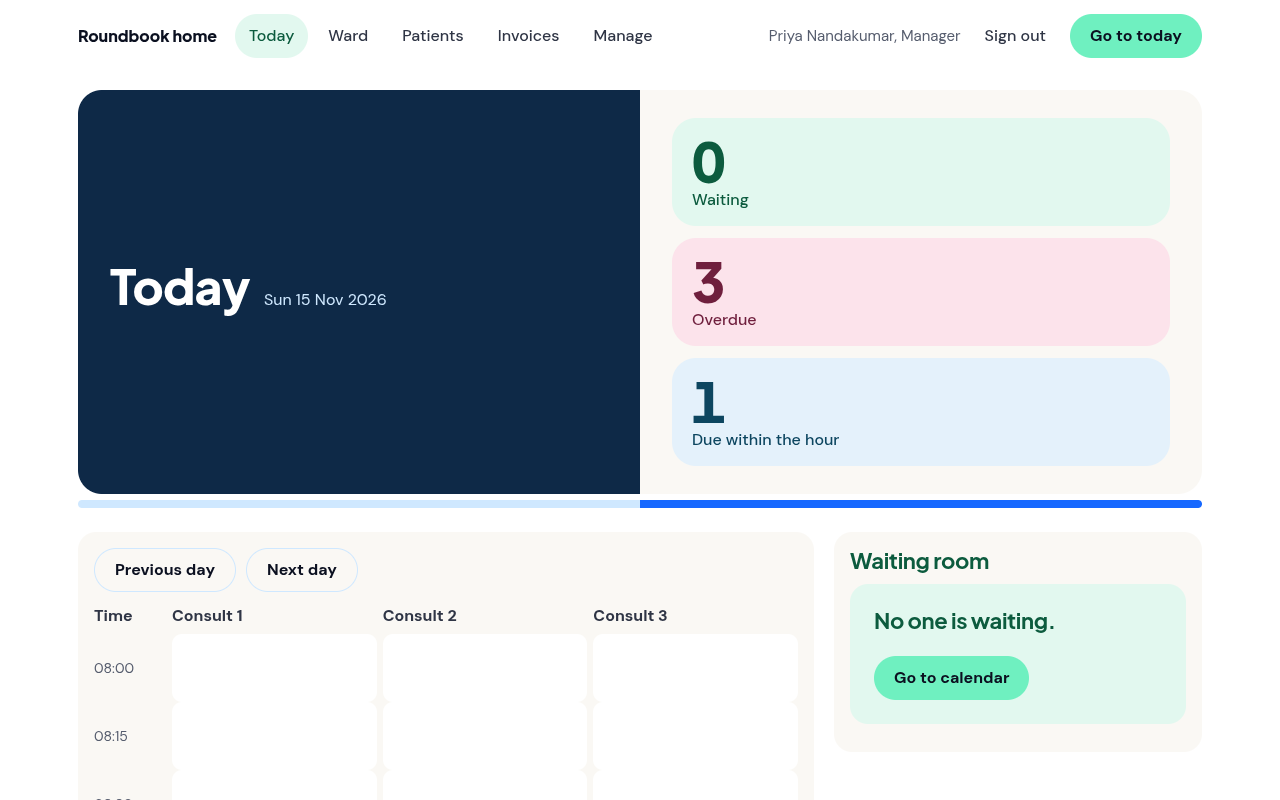 Roundbook home
Today
Ward
Patients
Invoices
Manage
Priya Nandakumar, Manager
Sign out
Go to today
Today
Sun 15 Nov 2026
0
Waiting
3
Overdue
1
Due within the hour
Previous day
Next day
Time
Consult 1
Consult 2
Consult 3
08:00
08:15
Waiting room
No one is waiting.
Go to calendar